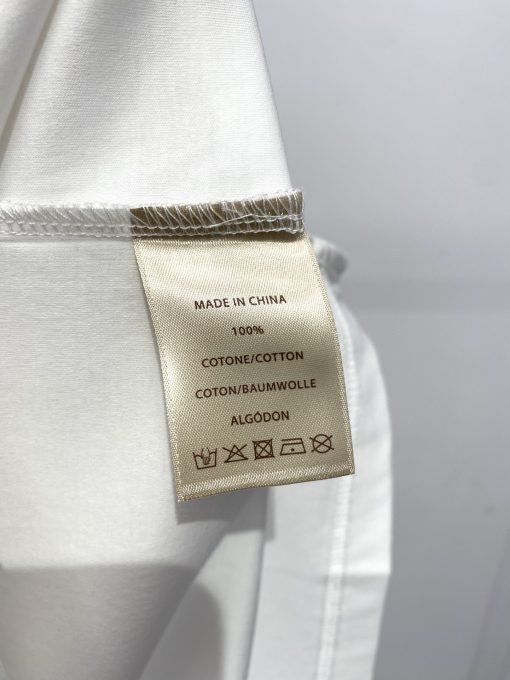 MADE IN CHINA
100%
COTONE/COTTON
COTON/BAUMWOLLE
ALGÓDON